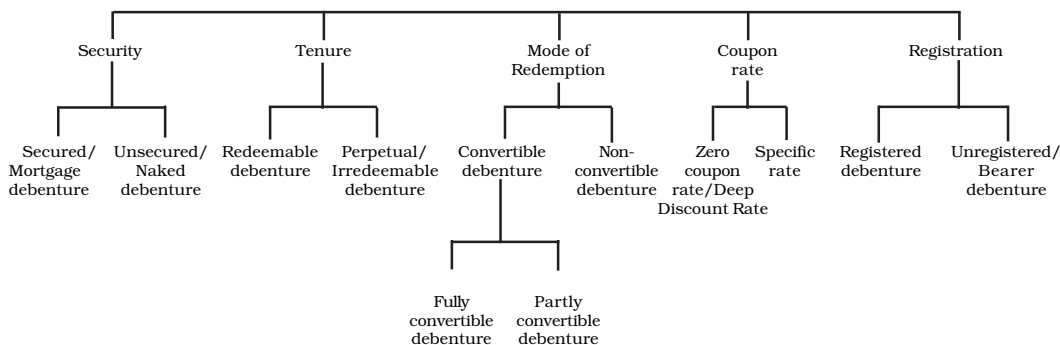 Security
Tenure
Mode of
Redemption
Coupon
rate
Registration
Secured/
Mortgage
debenture
Unsecured/
Naked
debenture
Redeemable
debenture
Perpetual/
Irredeemable
debenture
Convertible
debenture
Non-
convertible
debenture
Zero
coupon
rate/Deep
Discount Rate
Specific
rate
Registered
debenture
Unregistered/
Bearer
debenture
Fully
convertible
debenture
Partly
convertible
debenture